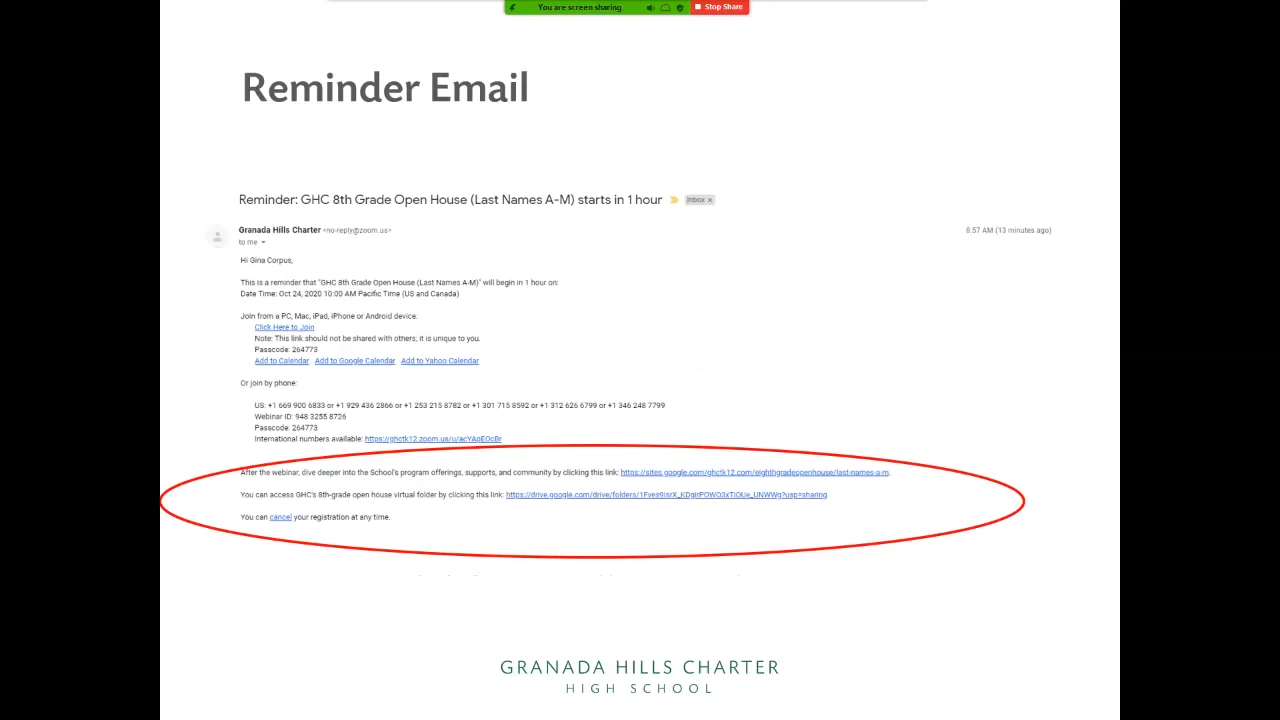 You are screen sharing
Stop Share
Reminder Email
Reminder: GHC 8th Grade Open House (Last Names A-M) starts in 1 hour
Inbox x
Granada Hills Charter <no-reply@zoom.us>
8:57 AM (13 minutes ago)
to me
Hi Gina Corpus,
This is a reminder that "GHC 8th Grade Open House (Last Names A-M)" will begin in 1 hour on:
Date Time: Oct 24, 2020 10:00 AM Pacific Time (US and Canada)
Join from a PC, Mac, iPad, iPhone or Android device:
Click Here to Join
Note: This link should not be shared with others; it is unique to you.
Passcode: 264773
Add to Calendar Add to Google Calendar Add to Yahoo Calendar
Or join by phone:
US: +1 669 900 6833 or +1 929 436 2866 or +1 253 215 8782 or +1 301 715 8592 or +1 312 626 6799 or +1 346 248 7799
Webinar ID: 948 3255 8726
Passcode: 264773
International numbers available: https://ghctk12.zoom.us/u/acYApEOcBr
After the webinar, dive deeper into the School's program offerings, supports, and community by clicking this link: https://sites.google.com/ghctk12.com/eighthgradeopenhouse/last-names-a-m.
You can access GHC's 8th-grade open house virtual folder by clicking this link:
You can cancel your registration at any time.
GRANADA HILLS CHARTER
HIGH SCHOOL